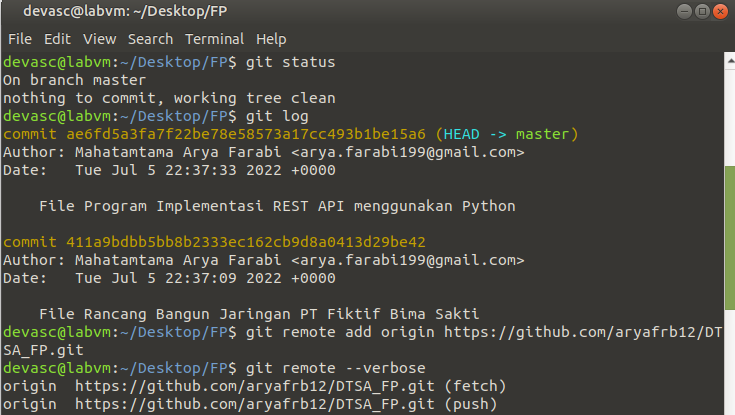 devasc@labvm: ~/Desktop/FP
File Edit View Search Terminal Help
devasc@labvm:~/Desktop/FP$ git status
On branch master
nothing to commit, working tree clean
devasc@labvm:~/Desktop/FP$ git log
commit ae6fd5a3fa7f22be78e58573a17cc493b1be15a6 (HEAD -> master)
Author: Mahatamtama Arya Farabi <arya.farabi199@gmail.com>
Date:   Tue Jul 5 22:37:33 2022 +0000
    File Program Implementasi REST API menggunakan Python
commit 411a9bdbb5bb8b2333ec162cb9d8a0413d29be42
Author: Mahatamtama Arya Farabi <arya.farabi199@gmail.com>
Date:   Tue Jul 5 22:37:09 2022 +0000
    File Rancang Bangun Jaringan PT Fiktif Bima Sakti
devasc@labvm:~/Desktop/FP$ git remote add origin https://github.com/aryafrb12/DT
SA_FP.git
devasc@labvm:~/Desktop/FP$ git remote --verbose
origin  https://github.com/aryafrb12/DTSA_FP.git (fetch)
origin  https://github.com/aryafrb12/DTSA_FP.git (push)